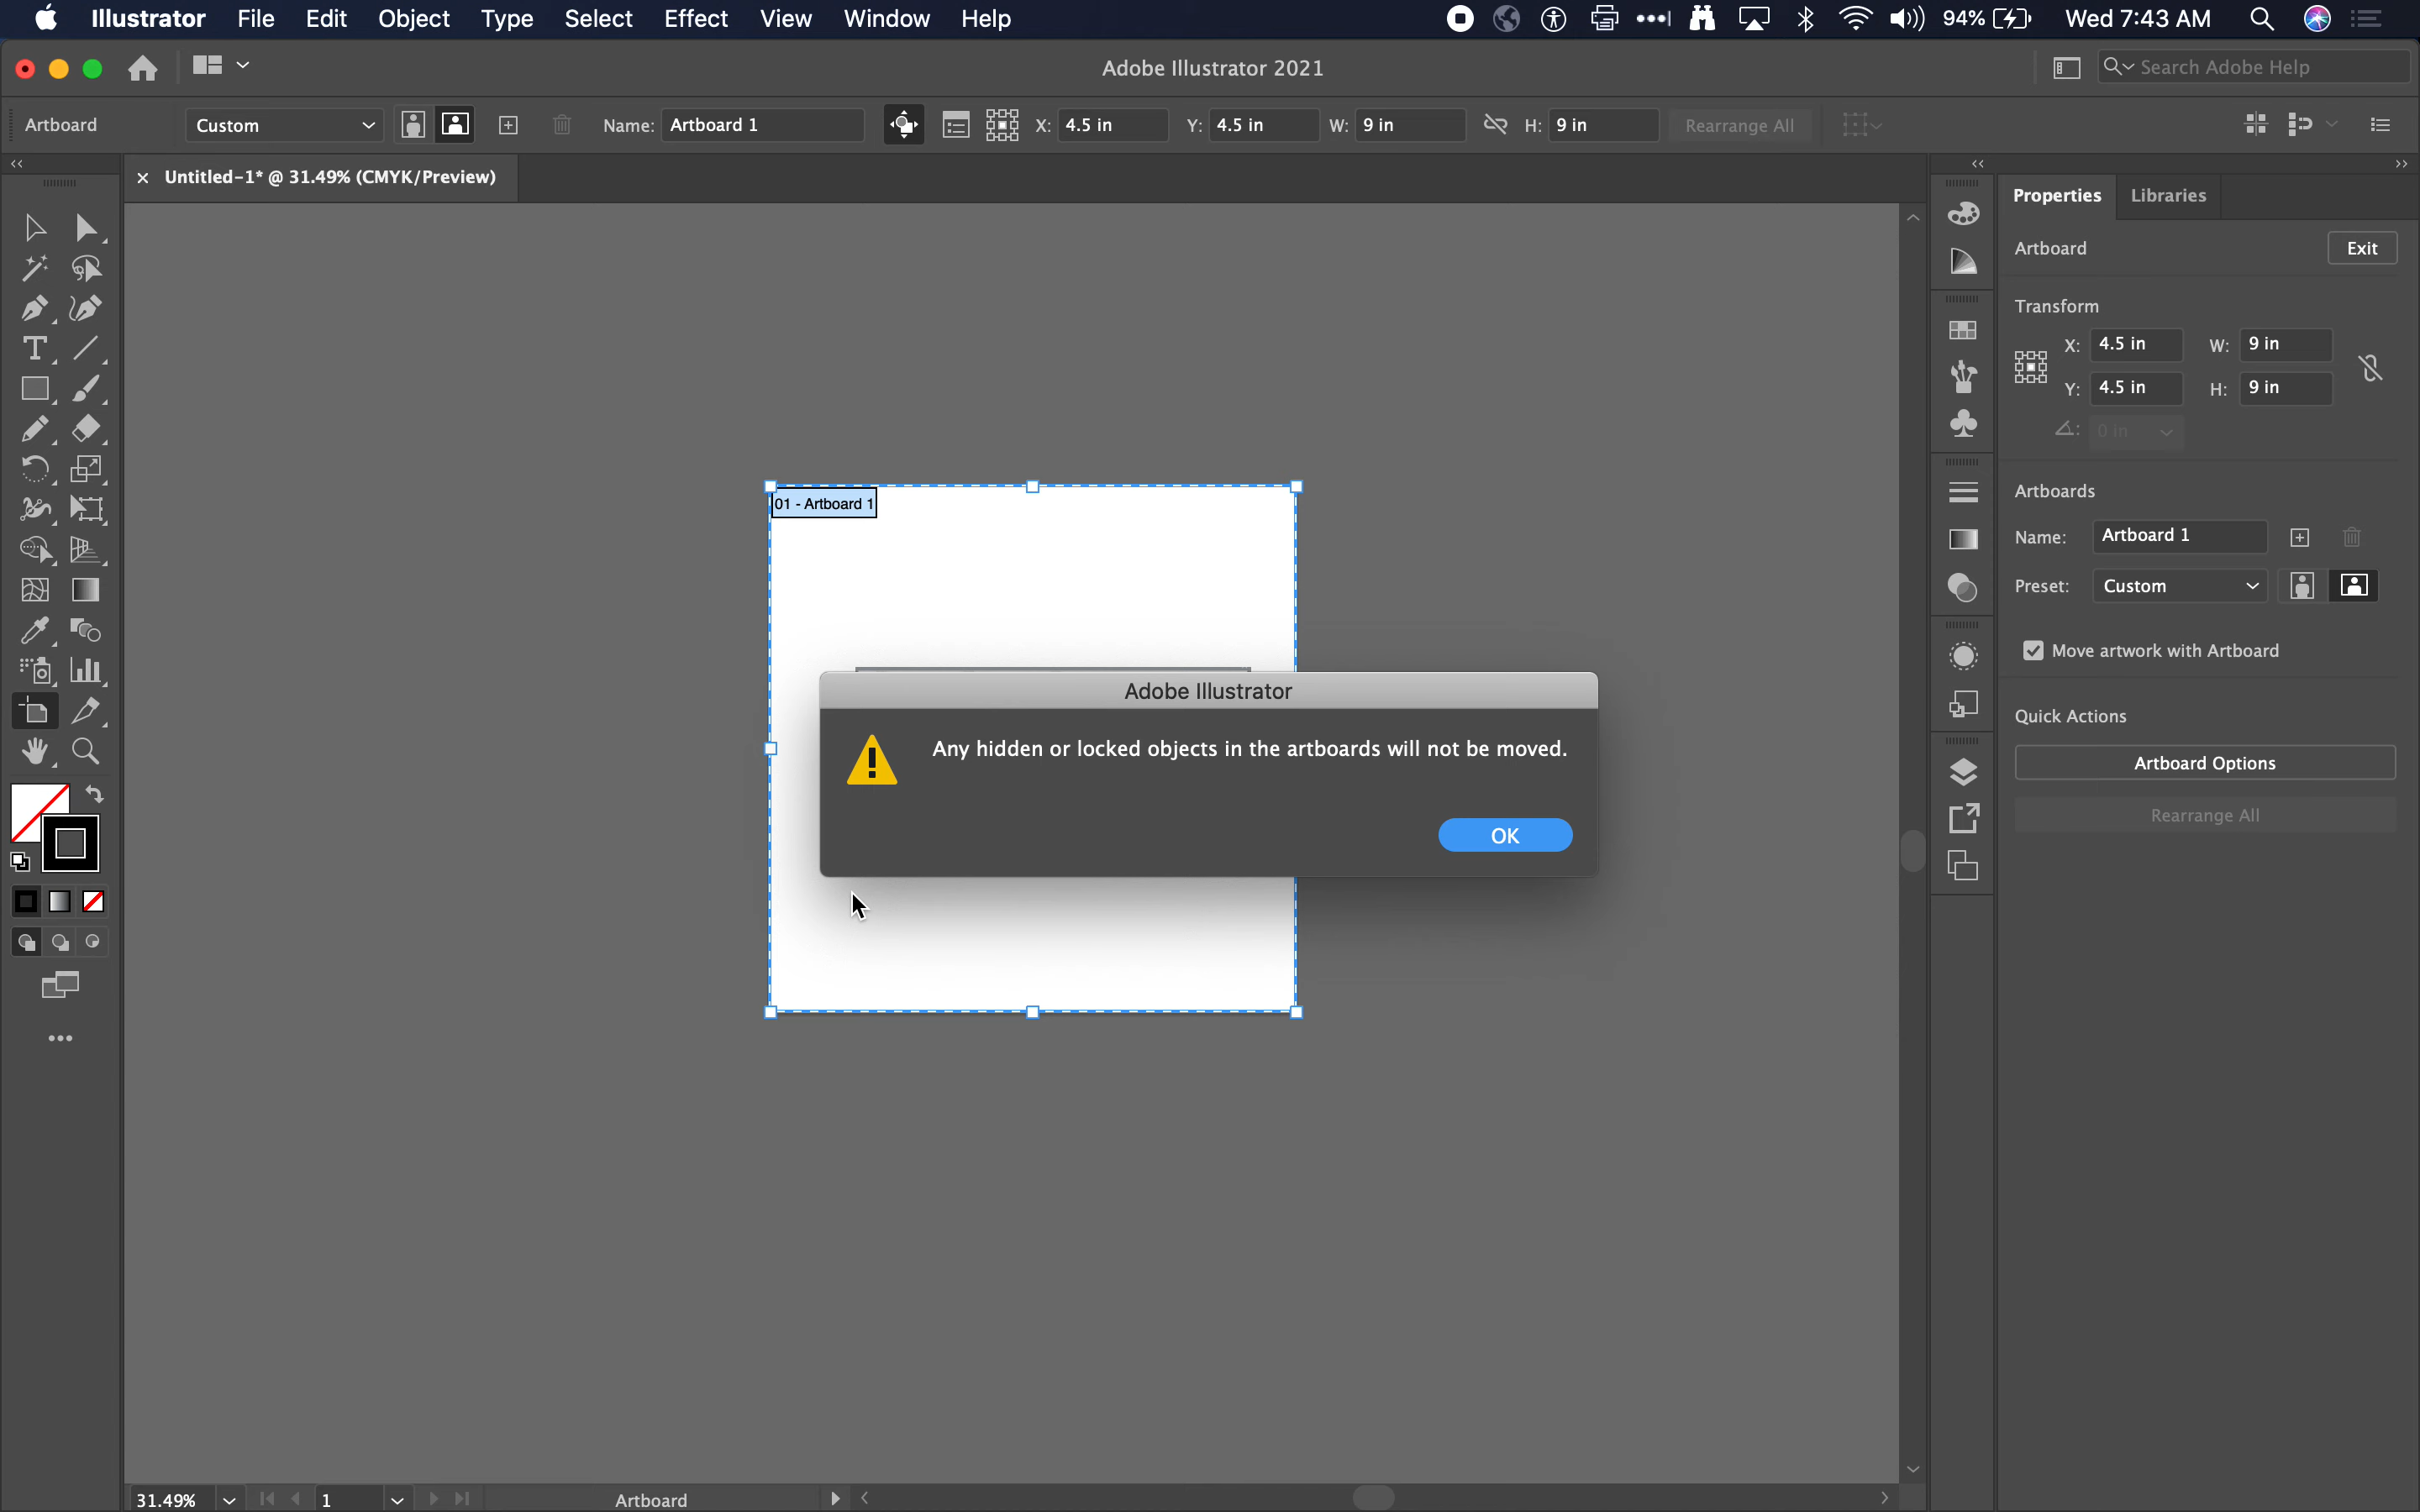 Illustrator File Edit Object Type Select Effect View Window Help 94% Wed 7:43 AM
Adobe Illustrator 2021 Search Adobe Help
Artboard Custom Name: Artboard 1 X: 4.5 in Y: 4.5 in W: 9 in H: 9 in Rearrange All
Untitled-1* @ 31.49% (CMYK/Preview)
Properties Libraries
Artboard Exit
Transform
X: 4.5 in W: 9 in
Y: 4.5 in H: 9 in
0 in
Artboards
Name: Artboard 1
Preset: Custom
Move artwork with Artboard
Quick Actions
Artboard Options
Rearrange All
01 - Artboard 1
Adobe Illustrator
Any hidden or locked objects in the artboards will not be moved.
OK
31.49% 1 Artboard